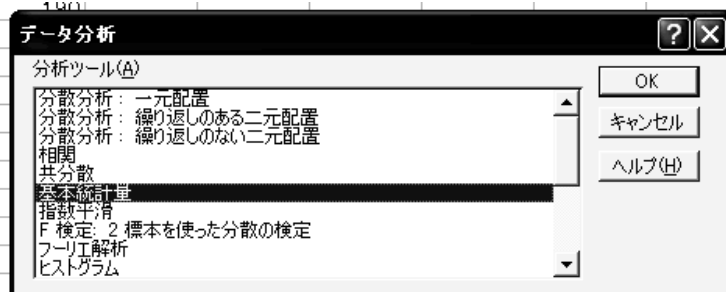 190
データ分析
分析ツール(A)
分散分析: 一元配置
分散分析: 繰り返しのある二元配置
分散分析: 繰り返しのない二元配置
相関
共分散
基本統計量
指数平滑
F 検定: 2 標本を使った分散の検定
フーリエ解析
ヒストグラム
OK
キャンセル
ヘルプ(H)